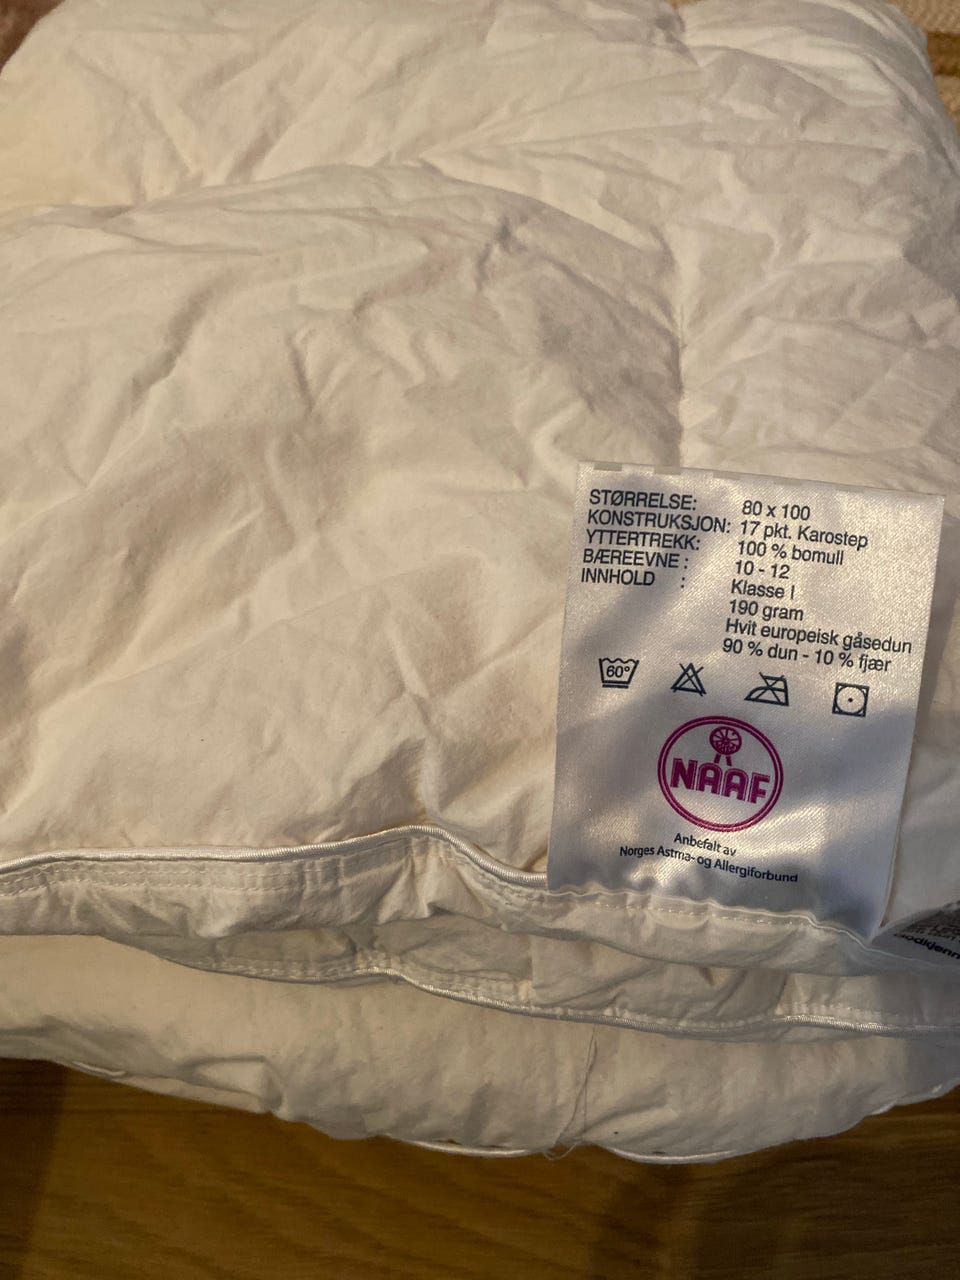 STØRRELSE: 80 x 100
KONSTRUKSJON: 17 pkt. Karostep
YTTERTREKK: 100 % bomull
BÆREEVNE : 10 - 12
INNHOLD : Klasse I
190 gram
Hvit europeisk gåsedun
90 % dun - 10 % fjær
60°
NAAF
Anbefalt av
Norges Astma- og Allergiforbund